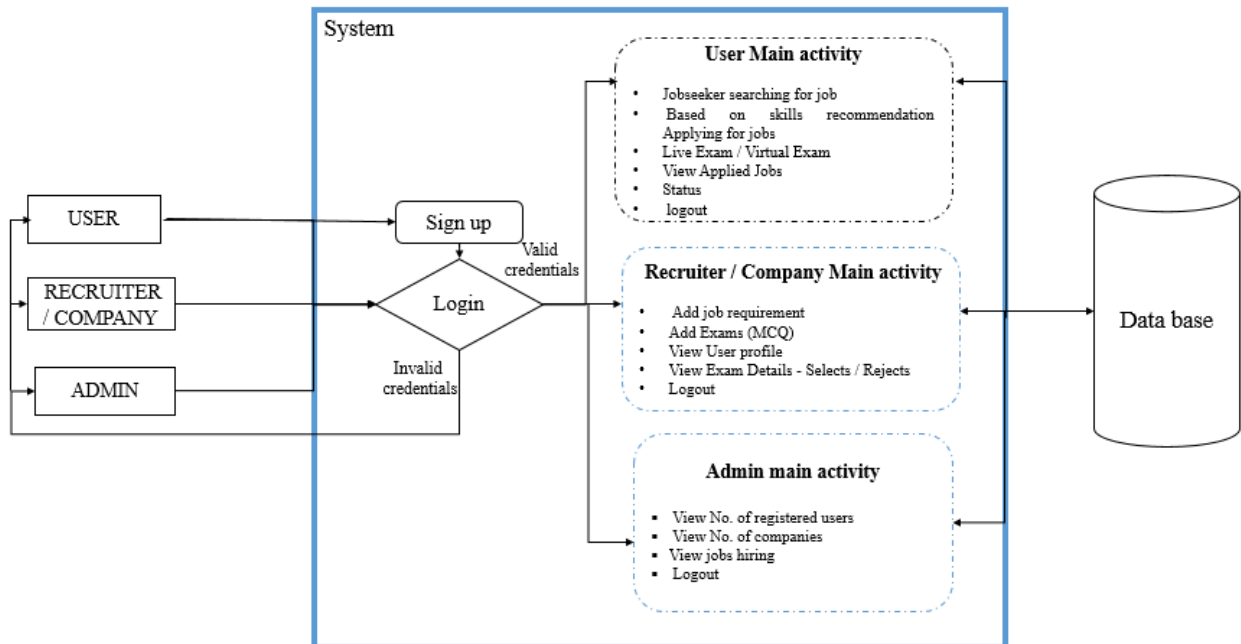 System
USER
RECRUITER
/ COMPANY
ADMIN
Sign up
Login
Valid
credentials
Invalid
credentials
User Main activity
• Jobseeker searching for job
• Based on skills recommendation
Applying for jobs
• Live Exam / Virtual Exam
• View Applied Jobs
• Status
• logout
Recruiter / Company Main activity
• Add job requirement
• Add Exams (MCQ)
• View User profile
• View Exam Details - Selects / Rejects
• Logout
Admin main activity
▪ View No. of registered users
▪ View No. of companies
▪ View jobs hiring
▪ Logout
Data base